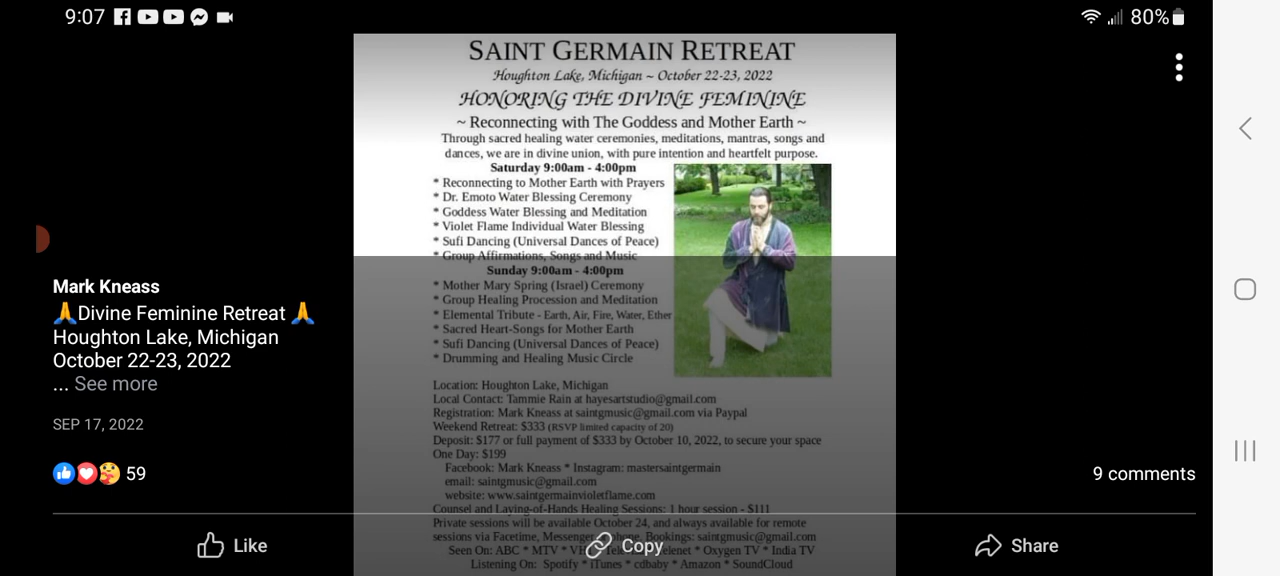 9:07
80%
SAINT GERMAIN RETREAT
Houghton Lake, Michigan ~ October 22-23, 2022
HONORING THE DIVINE FEMININE
~ Reconnecting with The Goddess and Mother Earth ~
Through sacred healing water ceremonies, meditations, mantras, songs and
dances, we are in divine union, with pure intention and heartfelt purpose.
Saturday 9:00am - 4:00pm
* Reconnecting to Mother Earth with Prayers
* Dr. Emoto Water Blessing Ceremony
* Goddess Water Blessing and Meditation
* Violet Flame Individual Water Blessing
* Sufi Dancing (Universal Dances of Peace)
* Group Affirmations, Songs and Music
Sunday 9:00am - 4:00pm
* Mother Mary Spring (Israel) Ceremony
* Group Healing Procession and Meditation
* Elemental Tribute - Earth, Air, Fire, Water, Ether
* Sacred Heart-Songs for Mother Earth
* Sufi Dancing (Universal Dances of Peace)
* Drumming and Healing Music Circle
Location: Houghton Lake, Michigan
Local Contact: Tammie Rain at hayesartstudio@gmail.com
Registration: Mark Kneass at saintgmusic@gmail.com via Paypal
Weekend Retreat: $333 (RSVP limited capacity of 20)
Deposit: $177 or full payment of $333 by October 10, 2022, to secure your space
One Day: $199
Facebook: Mark Kneass * Instagram: mastersaintgermain
email: saintgmusic@gmail.com
website: www.saintgermainvioletflame.com
Counsel and Laying-of-Hands Healing Sessions: 1 hour session - $111
Private sessions will be available October 24, and always available for remote
sessions via Facetime, Messenger, Bookings: saintgmusic@gmail.com
Seen On: ABC * MTV * * Oxygen TV * India TV
Listening On: Spotify * iTunes * cdbaby * Amazon * SoundCloud
Mark Kneass
🙏Divine Feminine Retreat 🙏
Houghton Lake, Michigan
October 22-23, 2022
... See more
SEP 17, 2022
59
9 comments
Like
Copy
Share